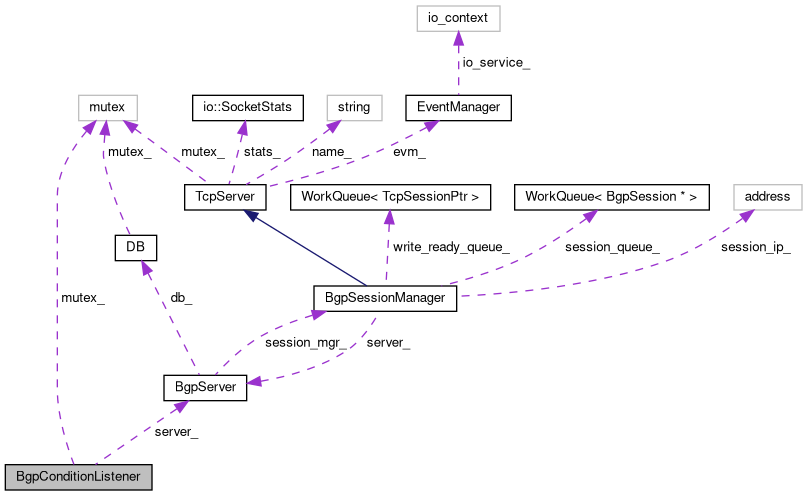 io_context
io_service_
mutex
io::SocketStats
string
EventManager
mutex_
mutex_
stats_
name_
evm_
TcpServer
WorkQueue< TcpSessionPtr >
WorkQueue< BgpSession * >
address
DB
write_ready_queue_
session_queue_
session_ip_
mutex_
db_
BgpSessionManager
session_mgr_
server_
BgpServer
server_
BgpConditionListener